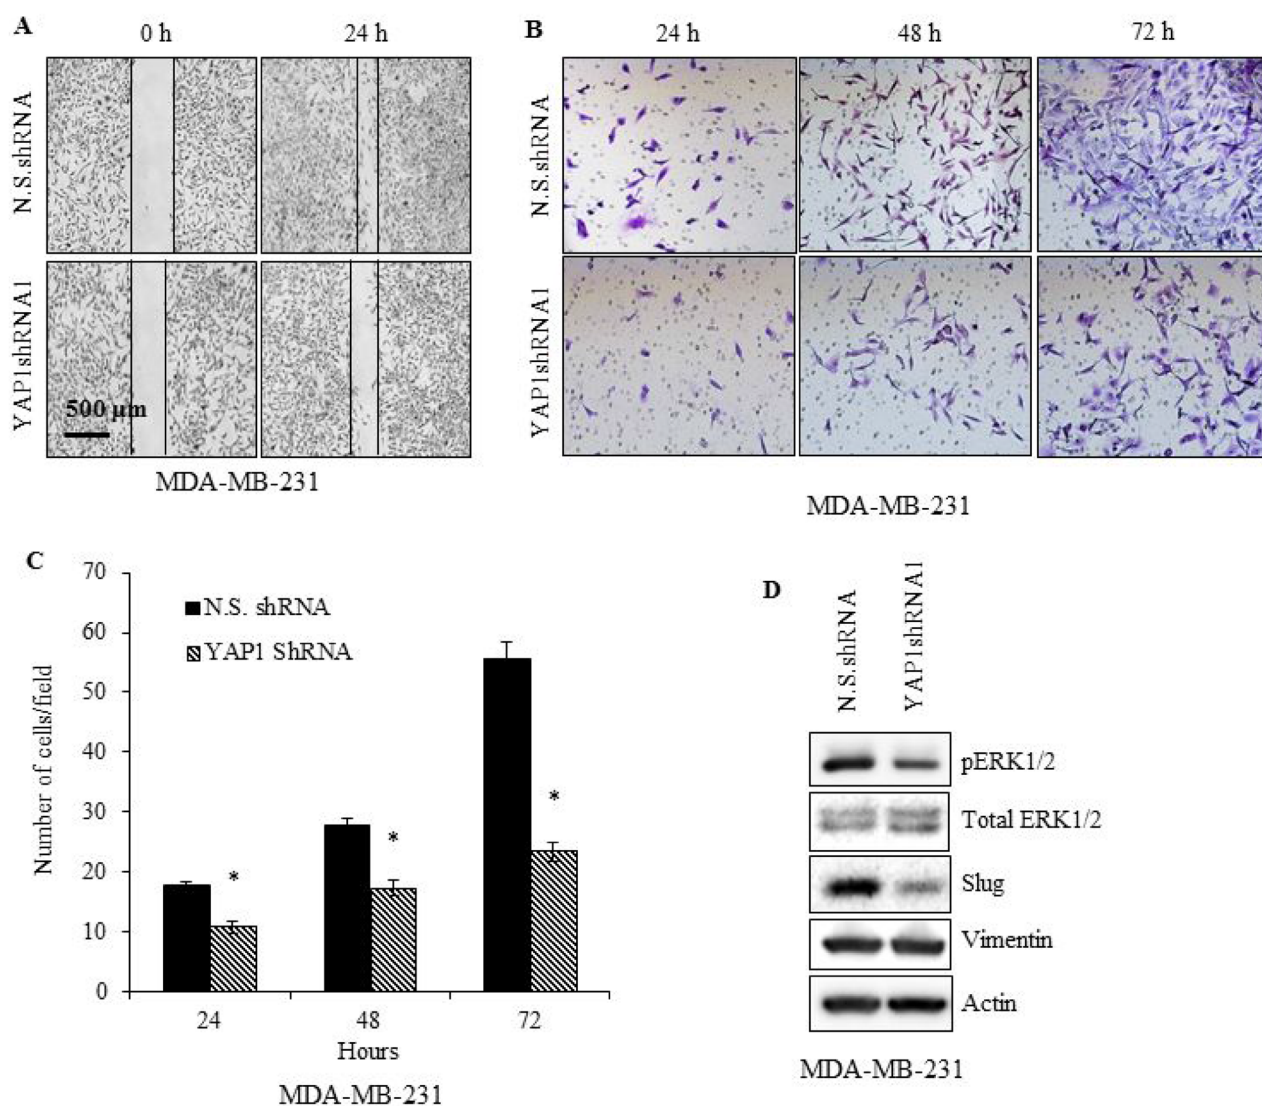 A
0 h
24 h
N.S.shRNA
YAP1shRNA1
500 µm
MDA-MB-231
B
24 h
48 h
72 h
N.S.shRNA
YAP1shRNA1
MDA-MB-231
C
70
60
50
40
30
20
10
0
Number of cells/field
N.S. shRNA
YAP1 ShRNA
*
*
*
24
48
72
Hours
MDA-MB-231
D
N.S.shRNA
YAP1shRNA1
pERK1/2
Total ERK1/2
Slug
Vimentin
Actin
MDA-MB-231